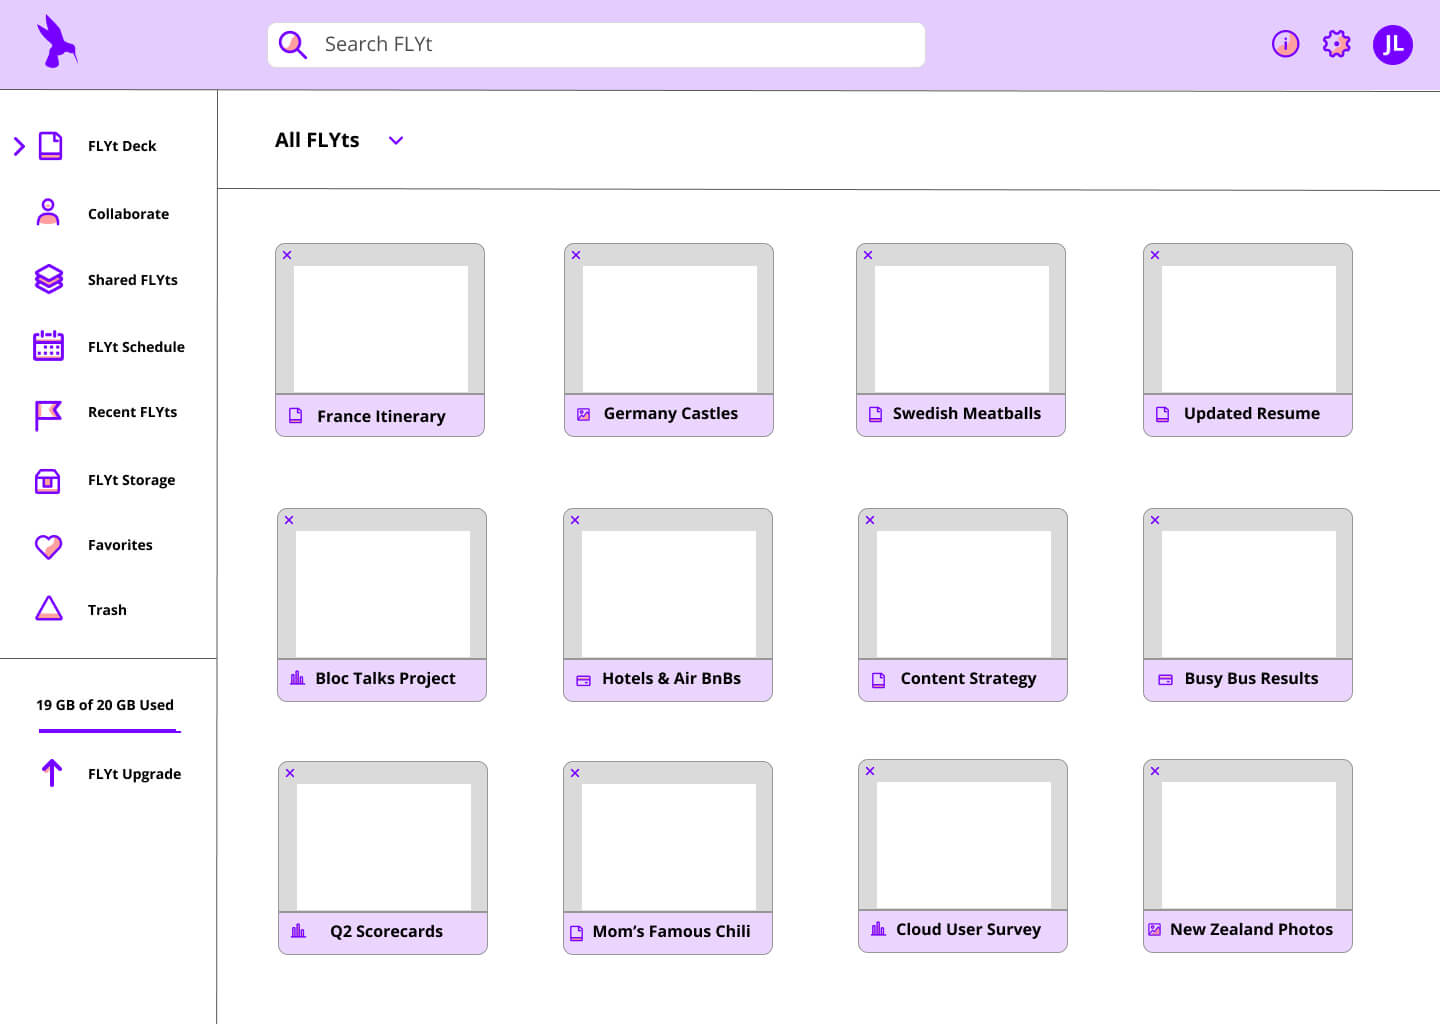 Search FLYt
i
JL
FLYt Deck
Collaborate
Shared FLYts
FLYt Schedule
Recent FLYts
FLYt Storage
Favorites
Trash
19 GB of 20 GB Used
FLYt Upgrade
All FLYts
France Itinerary
Germany Castles
Swedish Meatballs
Updated Resume
Bloc Talks Project
Hotels & Air BnBs
Content Strategy
Busy Bus Results
Q2 Scorecards
Mom’s Famous Chili
Cloud User Survey
New Zealand Photos